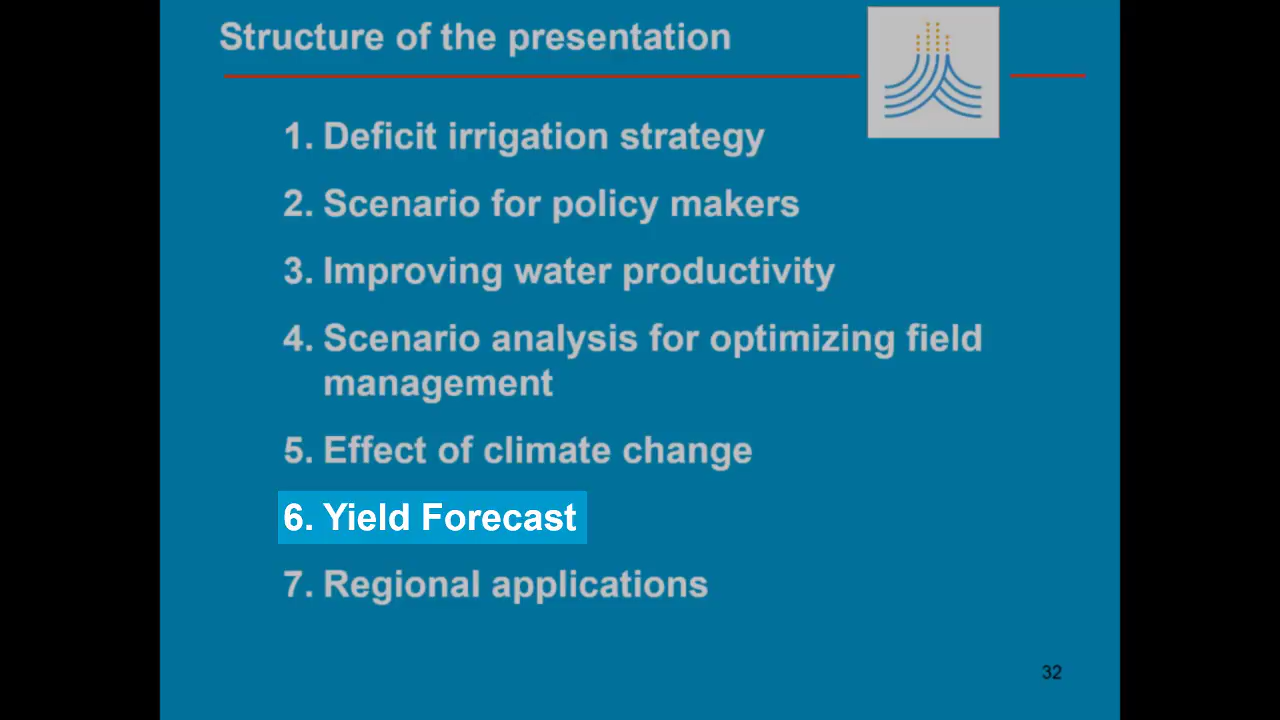 Structure of the presentation
1. Deficit irrigation strategy
2. Scenario for policy makers
3. Improving water productivity
4. Scenario analysis for optimizing field
management
5. Effect of climate change
6. Yield Forecast
7. Regional applications
32